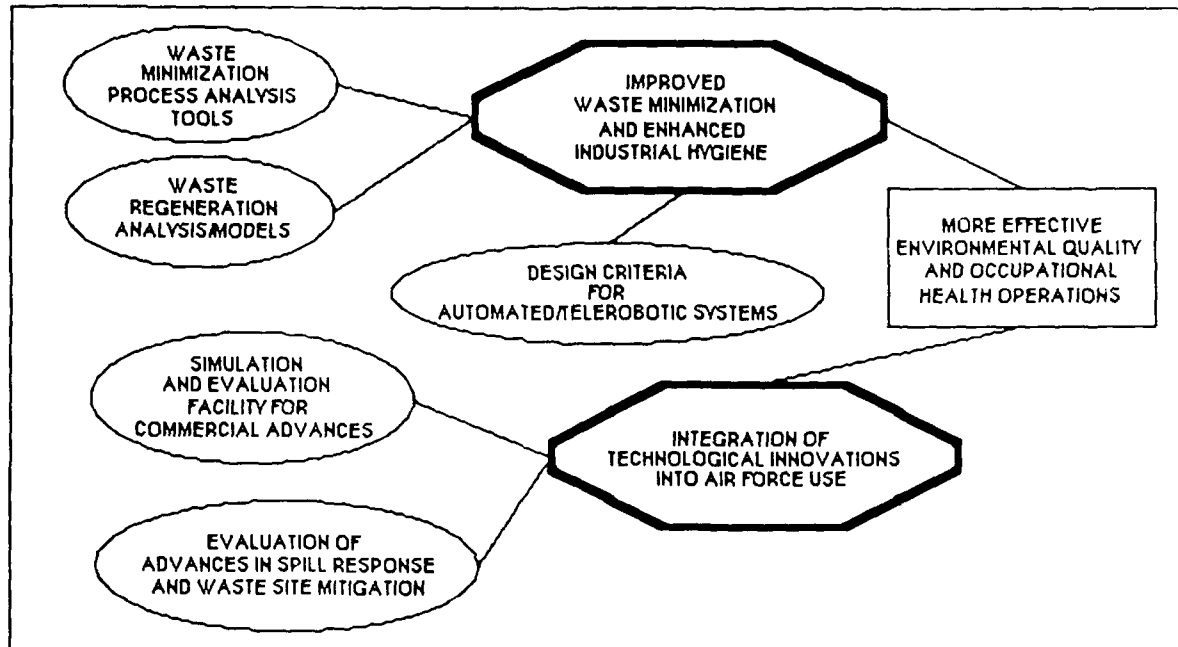 WASTE
MINIMIZATION
PROCESS ANALYSIS
TOOLS
WASTE
REGENERATION
ANALYSIS/MODELS
IMPROVED
WASTE MINIMIZATION
AND ENHANCED
INDUSTRIAL HYGIENE
DESIGN CRITERIA
FOR
AUTOMATED/TELEROBOTIC SYSTEMS
MORE EFFECTIVE
ENVIRONMENTAL QUALITY
AND OCCUPATIONAL
HEALTH OPERATIONS
SIMULATION
AND EVALUATION
FACILITY FOR
COMMERCIAL ADVANCES
INTEGRATION OF
TECHNOLOGICAL INNOVATIONS
INTO AIR FORCE USE
EVALUATION OF
ADVANCES IN SPILL RESPONSE
AND WASTE SITE MITIGATION